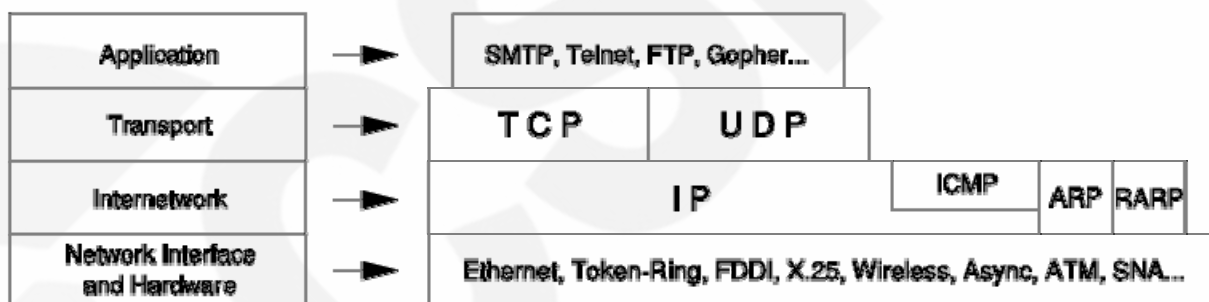 Application
SMTP, Telnet, FTP, Gopher...
Transport
TCP
UDP
Internetwork
IP
ICMP
ARP
RARP
Network Interface
and Hardware
Ethernet, Token-Ring, FDDI, X.25, Wireless, Async, ATM, SNA...